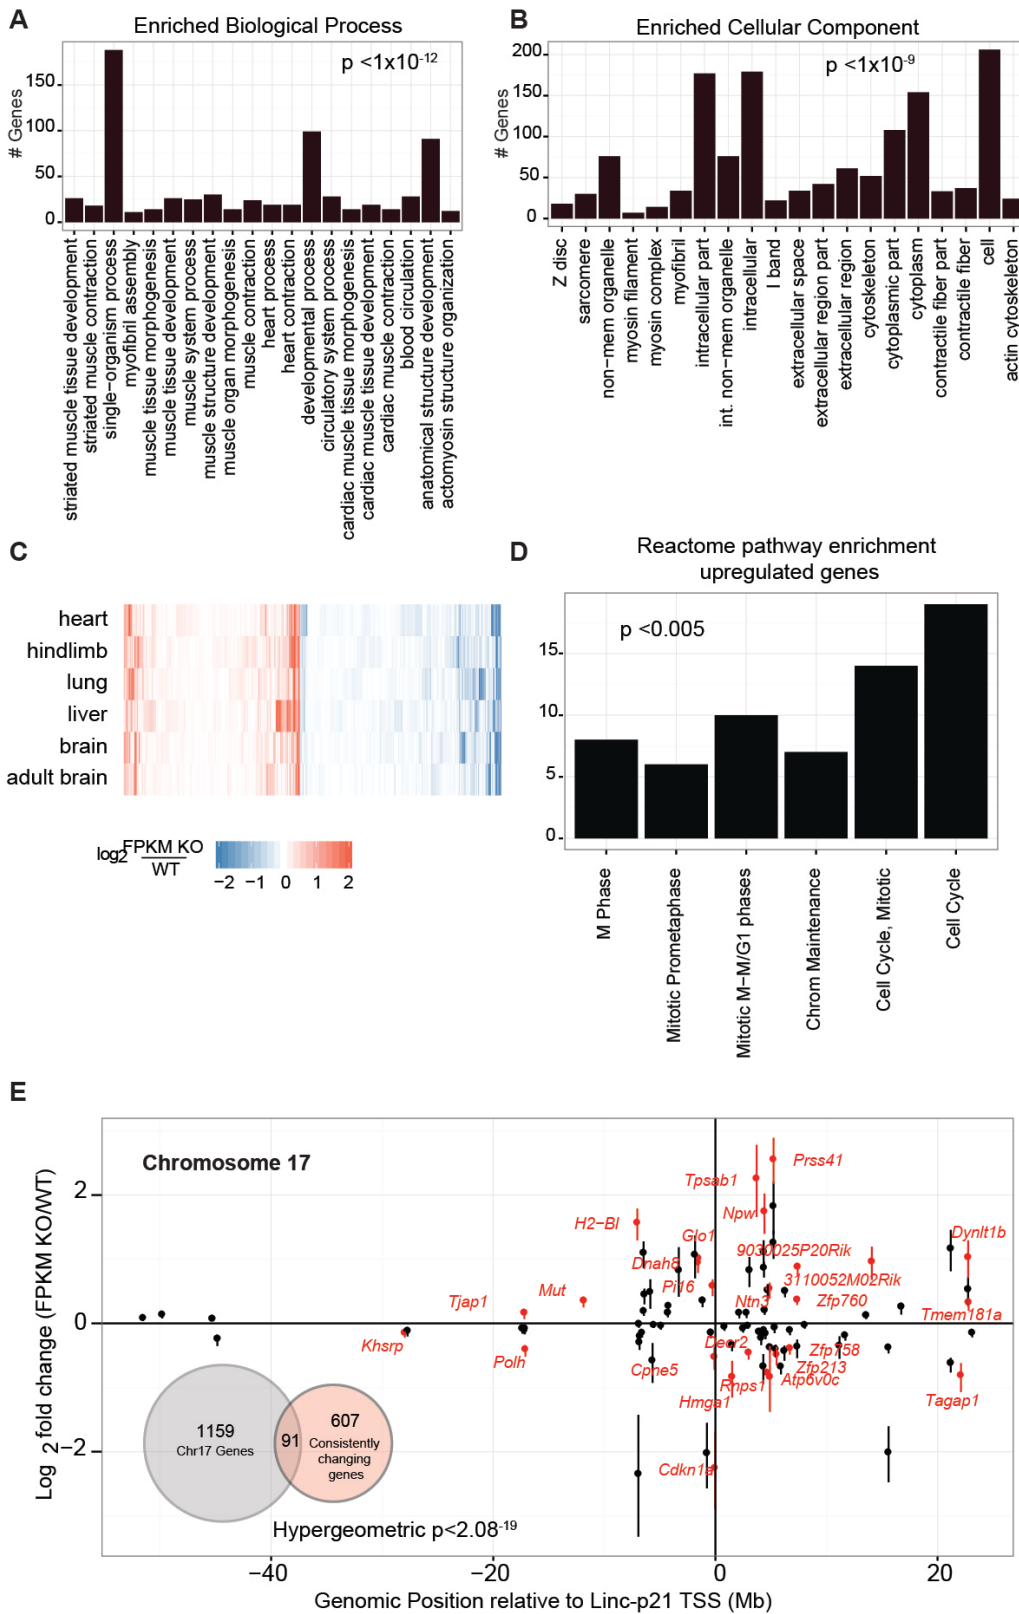 A
Enriched Biological Process
p <1x10-12
# Genes
150
100
50
0
striated muscle tissue development
striated muscle contraction
single−organism process
myofibril assembly
muscle tissue morphogenesis
muscle tissue development
muscle system process
muscle structure development
muscle organ morphogenesis
muscle contraction
heart process
heart contraction
developmental process
circulatory system process
cardiac muscle tissue morphogenesis
cardiac muscle tissue development
cardiac muscle contraction
blood circulation
anatomical structure development
actomyosin structure organization
B
Enriched Cellular Component
p <1x10-9
# Genes
200
150
100
50
0
Z disc
sarcomere
non−mem organelle
myosin filament
myosin complex
myofibril
intracellular part
int. non−mem organelle
intracellular
I band
extracellular space
extracellular region part
extracellular region
cytoskeleton
cytoplasmic part
cytoplasm
contractile fiber part
contractile fiber
cell
actin cytoskeleton
C
heart
hindlimb
lung
liver
brain
adult brain
log2 FPKM KO
WT
−2 −1 0 1 2
D
Reactome pathway enrichment
upregulated genes
p <0.005
15
10
5
0
M Phase
Mitotic Prometaphase
Mitotic M−M/G1 phases
Chrom Maintenance
Cell Cycle, Mitotic
Cell Cycle
E
Chromosome 17
Log 2 fold change (FPKM KO/WT)
2
0
−2
Prss41
Tpsab1
Npw
H2−Bl
Glo1
Dynlt1b
9030025P20Rik
Dnah8
Pi16
3110052M02Rik
Mut
Ntn3
Zfp760
Tjap1
Tmem181a
Khsrp
Decr2
Polh
Zfp758
Cpne5
Zfp213
Rnps1
Atp6v0c
Hmga1
Tagap1
Cdkn1a
1159
Chr17 Genes
91
607
Consistently
changing
genes
Hypergeometric p<2.08-19
−40 −20 0 20
Genomic Position relative to Linc-p21 TSS (Mb)